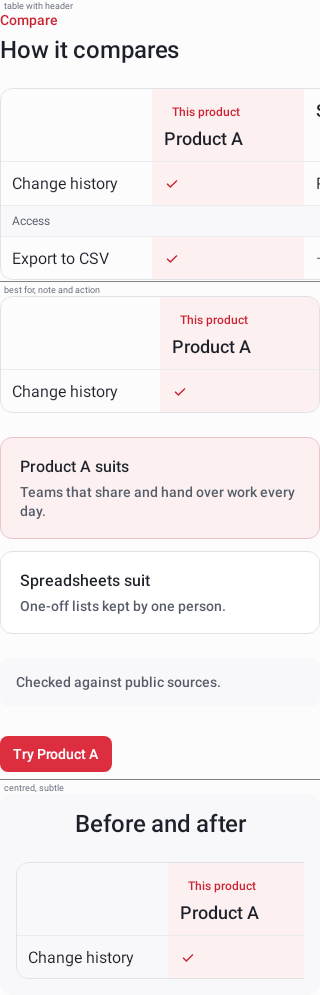 table with header
Compare
How it compares
This product
Product A
Change history
Access
Export to CSV
best for, note and action
This product
Product A
Change history
Product A suits
Teams that share and hand over work every
day.
Spreadsheets suit
One-off lists kept by one person.
Checked against public sources.
Try Product A
centred, subtle
Before and after
This product
Product A
Change history